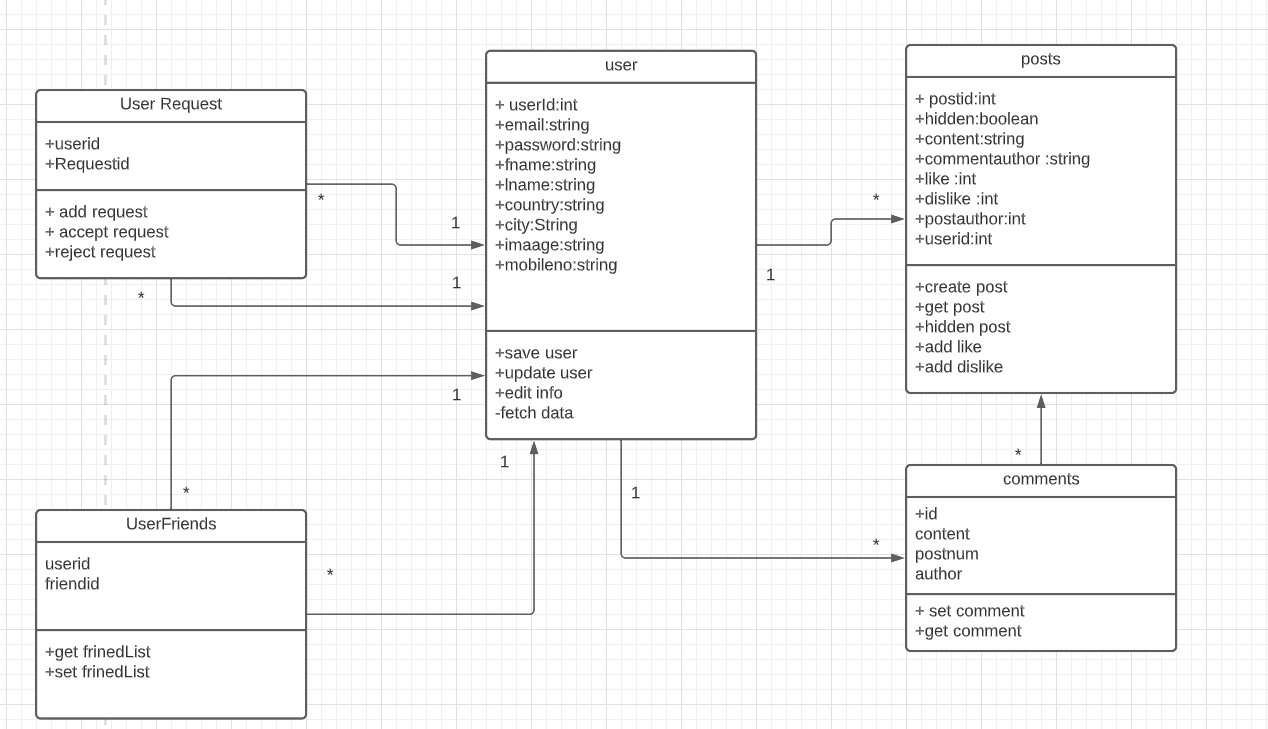 User Request
+userid
+Requestid
+ add request
+ accept request
+reject request
*
1
*
1
user
+ userId:int
+email:string
+password:string
+fname:string
+lname:string
+country:string
+city:String
+imaage:string
+mobileno:string
+save user
+update user
+edit info
-fetch data
1
*
posts
+ postid:int
+hidden:boolean
+content:string
+commentauthor :string
+like :int
+dislike :int
+postauthor:int
+userid:int
+create post
+get post
+hidden post
+add like
+add dislike
1
*
1
*
UserFriends
userid
friendid
+get frinedList
+set frinedList
1
*
*
comments
+id
content
postnum
author
+ set comment
+get comment